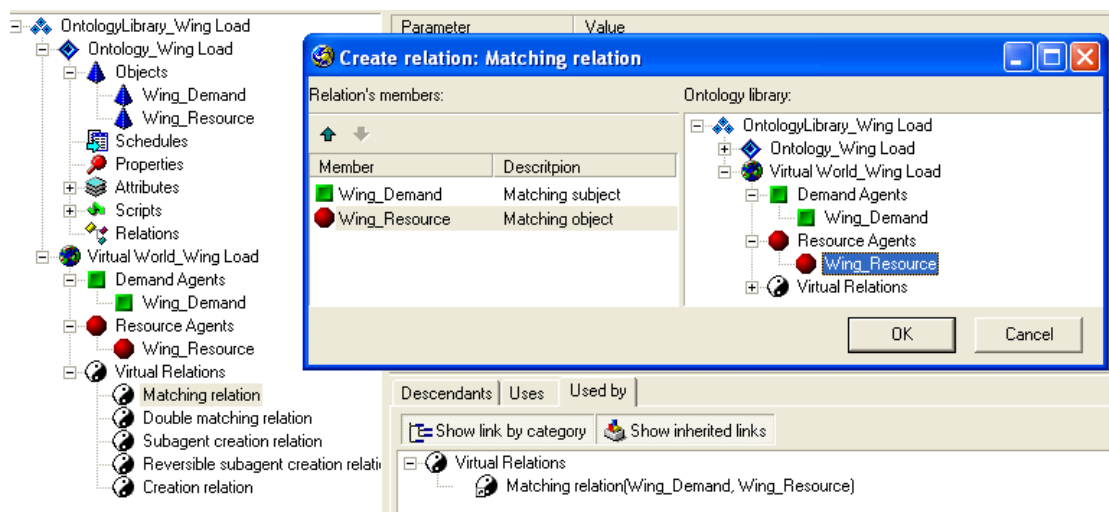 OntologyLibrary_Wing Load
Ontology_Wing Load
Objects
Wing_Demand
Wing_Resource
Schedules
Properties
Attributes
Scripts
Relations
Virtual World_Wing Load
Demand Agents
Wing_Demand
Resource Agents
Wing_Resource
Virtual Relations
Matching relation
Double matching relation
Subagent creation relation
Reversible subagent creation relati
Creation relation
Parameter Value
Create relation: Matching relation
Relation's members:
Member Descritpion
Wing_Demand Matching subject
Wing_Resource Matching object
Ontology library:
OntologyLibrary_Wing Load
Ontology_Wing Load
Virtual World_Wing Load
Demand Agents
Wing_Demand
Resource Agents
Wing_Resource
Virtual Relations
OK Cancel
Descendants Uses Used by
Show link by category Show inherited links
Virtual Relations
Matching relation(Wing_Demand, Wing_Resource)